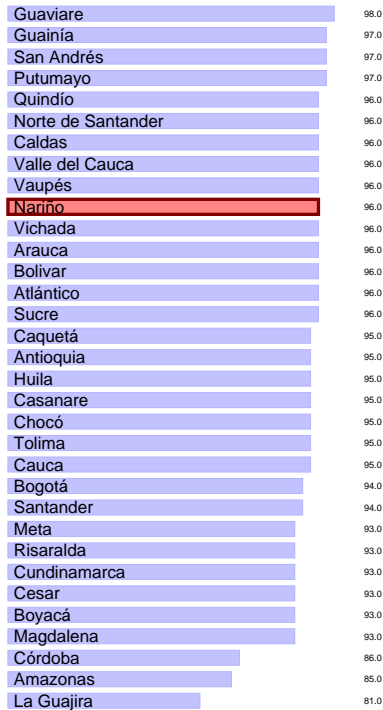 Guaviare 98.0
Guainía 97.0
San Andrés 97.0
Putumayo 97.0
Quindío 96.0
Norte de Santander 96.0
Caldas 96.0
Valle del Cauca 96.0
Vaupés 96.0
Nariño 96.0
Vichada 96.0
Arauca 96.0
Bolivar 96.0
Atlántico 96.0
Sucre 96.0
Caquetá 95.0
Antioquia 95.0
Huila 95.0
Casanare 95.0
Chocó 95.0
Tolima 95.0
Cauca 95.0
Bogotá 94.0
Santander 94.0
Meta 93.0
Risaralda 93.0
Cundinamarca 93.0
Cesar 93.0
Boyacá 93.0
Magdalena 93.0
Córdoba 86.0
Amazonas 85.0
La Guajira 81.0